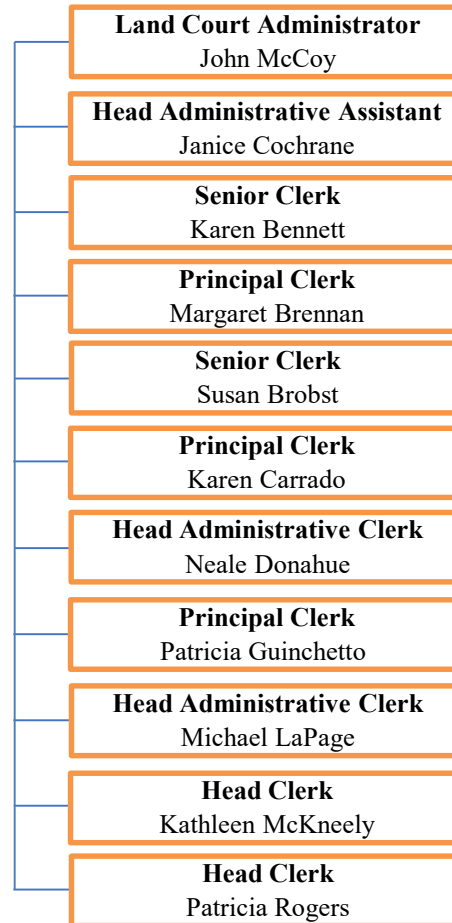 Land Court Administrator
John McCoy
Head Administrative Assistant
Janice Cochrane
Senior Clerk
Karen Bennett
Principal Clerk
Margaret Brennan
Senior Clerk
Susan Brobst
Principal Clerk
Karen Carrado
Head Administrative Clerk
Neale Donahue
Principal Clerk
Patricia Guinchetto
Head Administrative Clerk
Michael LaPage
Head Clerk
Kathleen McKneely
Head Clerk
Patricia Rogers